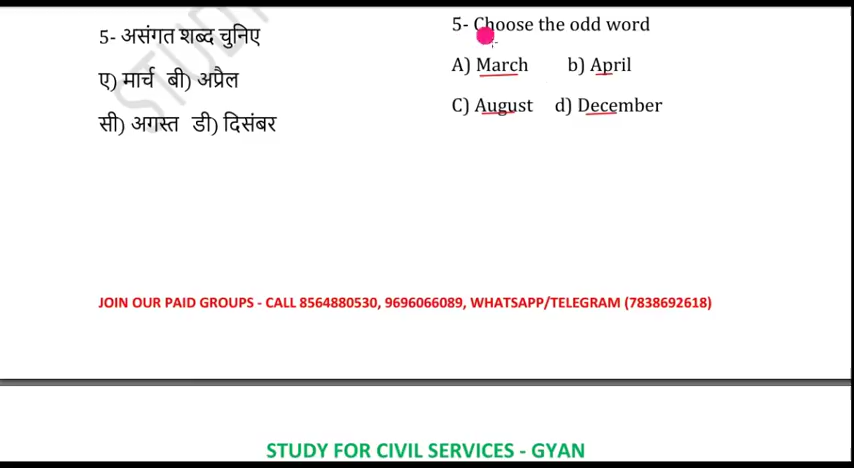 5- असंगत शब्द चुनिए
ए) मार्च बी) अप्रैल
सी) अगस्त डी) दिसंबर
5- Choose the odd word
A) March b) April
C) August d) December
JOIN OUR PAID GROUPS - CALL 8564880530, 9696066089, WHATSAPP/TELEGRAM (7838692618)
STUDY FOR CIVIL SERVICES - GYAN